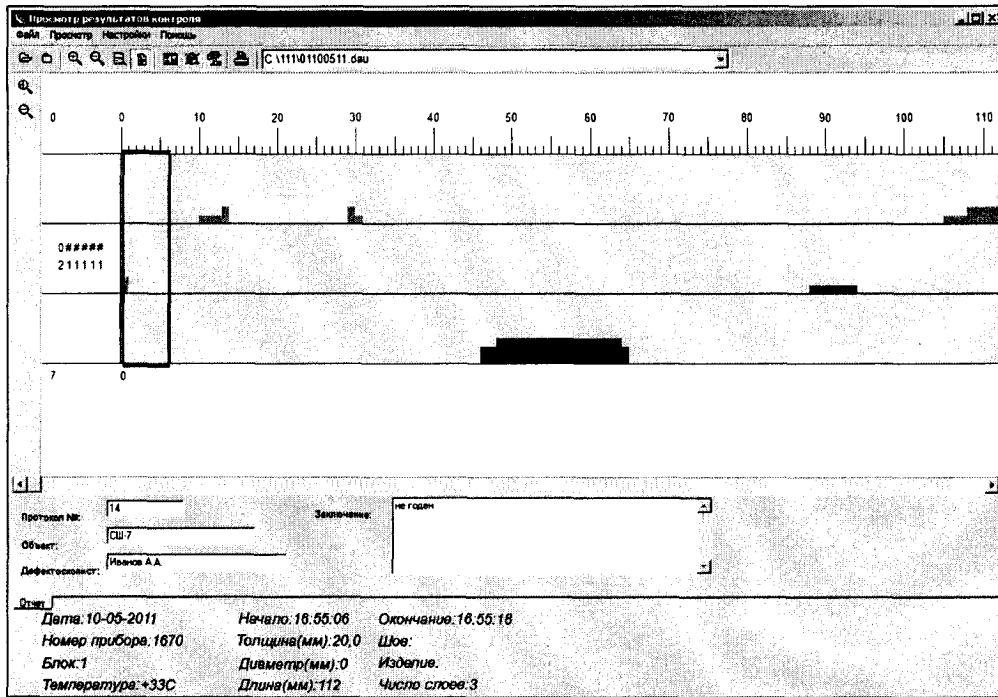 Просмотр результатов контроля
Файл Просмотр Настройки Помощь
C \111\01100511.dau
0 0 10 20 30 40 50 60 70 80 90 100 110
0#####
211111
7 0
Протокол №: 14
Заключение: не годен
Объект: СШ-7
Дефектоскопист: Иванов А.А.
Отчет
Дата:10-05-2011 Начало:16:55:06 Окончание:16:55:18
Номер прибора:1670 Толщина(мм):20,0 Шов:
Блок:1 Диаметр(мм):0 Изделие:
Температура:+33С Длина(мм):112 Число слоев:3